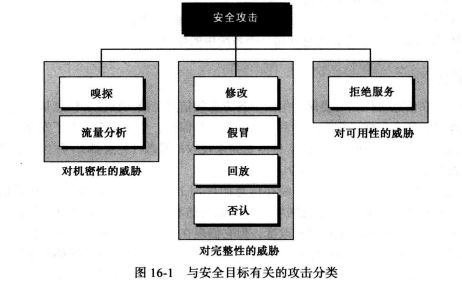 安全攻击
嗅探
流量分析
对机密性的威胁
修改
假冒
回放
否认
对完整性的威胁
拒绝服务
对可用性的威胁
图 16-1 与安全目标有关的攻击分类